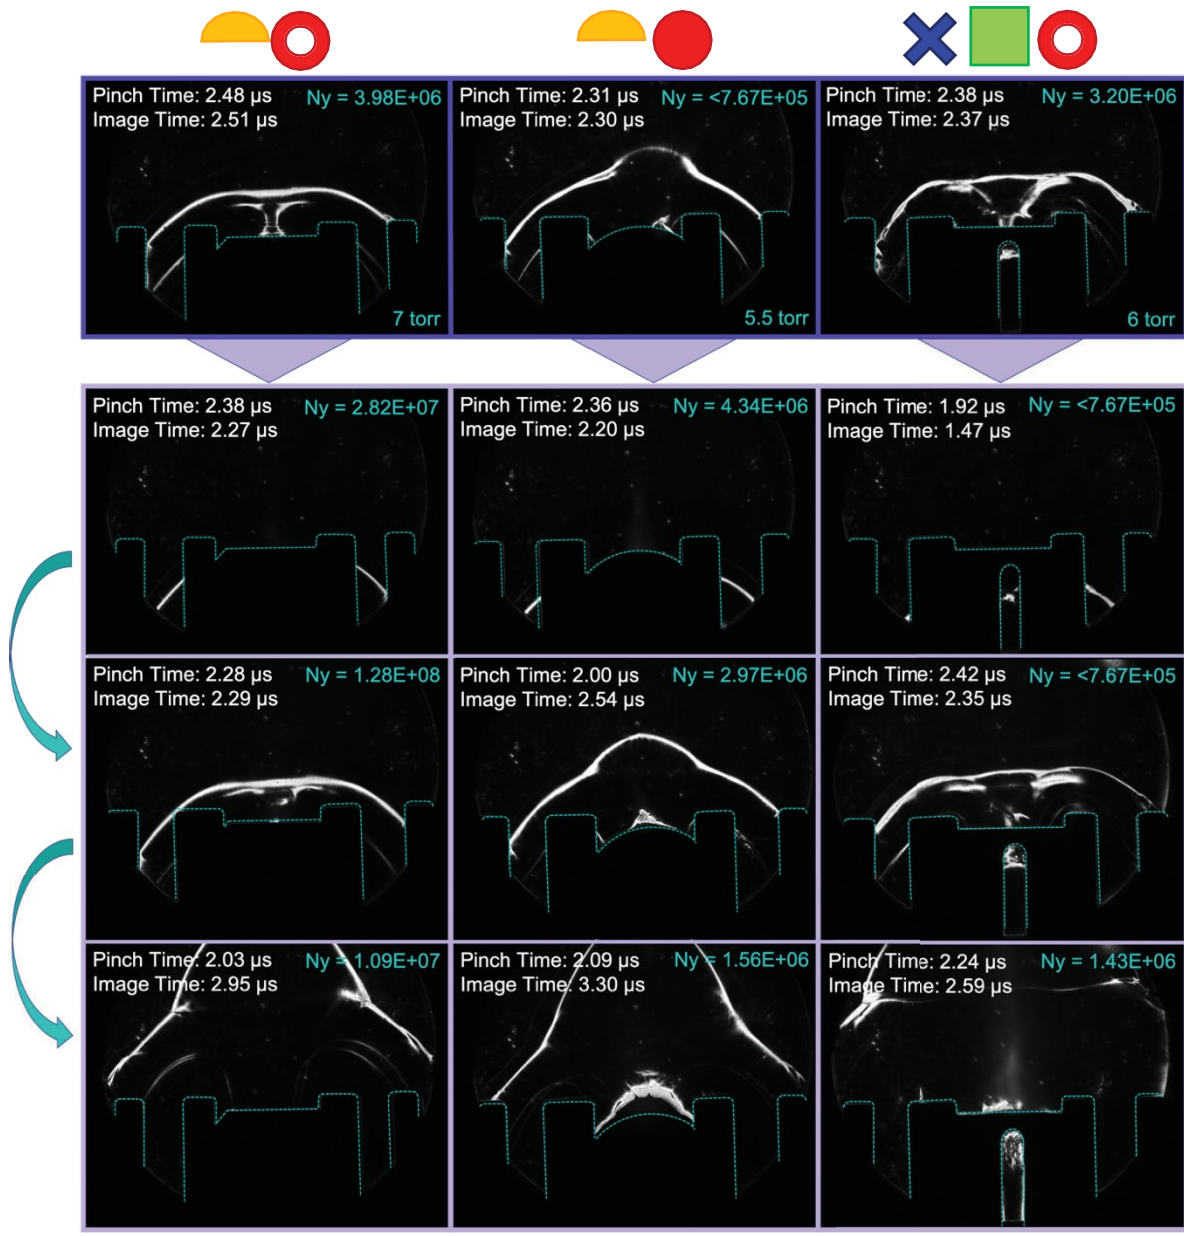 Pinch Time: 2.48 µs Ny = 3.98E+06
Image Time: 2.51 µs
7 torr
Pinch Time: 2.31 µs Ny = <7.67E+05
Image Time: 2.30 µs
5.5 torr
Pinch Time: 2.38 µs Ny = 3.20E+06
Image Time: 2.37 µs
6 torr
Pinch Time: 2.38 µs Ny = 2.82E+07
Image Time: 2.27 µs
Pinch Time: 2.36 µs Ny = 4.34E+06
Image Time: 2.20 µs
Pinch Time: 1.92 µs Ny = <7.67E+05
Image Time: 1.47 µs
Pinch Time: 2.28 µs Ny = 1.28E+08
Image Time: 2.29 µs
Pinch Time: 2.00 µs Ny = 2.97E+06
Image Time: 2.54 µs
Pinch Time: 2.42 µs Ny = <7.67E+05
Image Time: 2.35 µs
Pinch Time: 2.03 µs Ny = 1.09E+07
Image Time: 2.95 µs
Pinch Time: 2.09 µs Ny = 1.56E+06
Image Time: 3.30 µs
Pinch Time: 2.24 µs Ny = 1.43E+06
Image Time: 2.59 µs